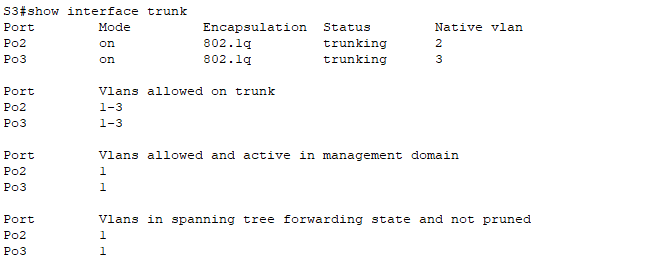 S3#show interface trunk
Port        Mode         Encapsulation  Status        Native vlan
Po2         on           802.1q         trunking      2
Po3         on           802.1q         trunking      3

Port        Vlans allowed on trunk
Po2         1-3
Po3         1-3

Port        Vlans allowed and active in management domain
Po2         1
Po3         1

Port        Vlans in spanning tree forwarding state and not pruned
Po2         1
Po3         1